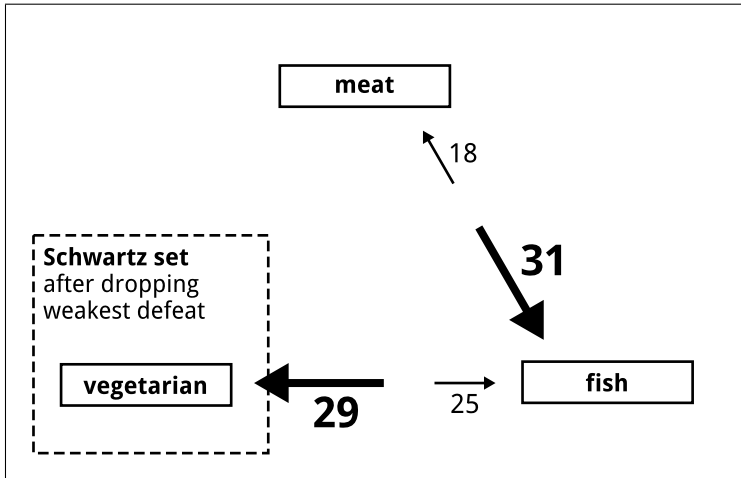 meat
18
31
Schwartz set
after dropping
weakest defeat
vegetarian
29
25
fish